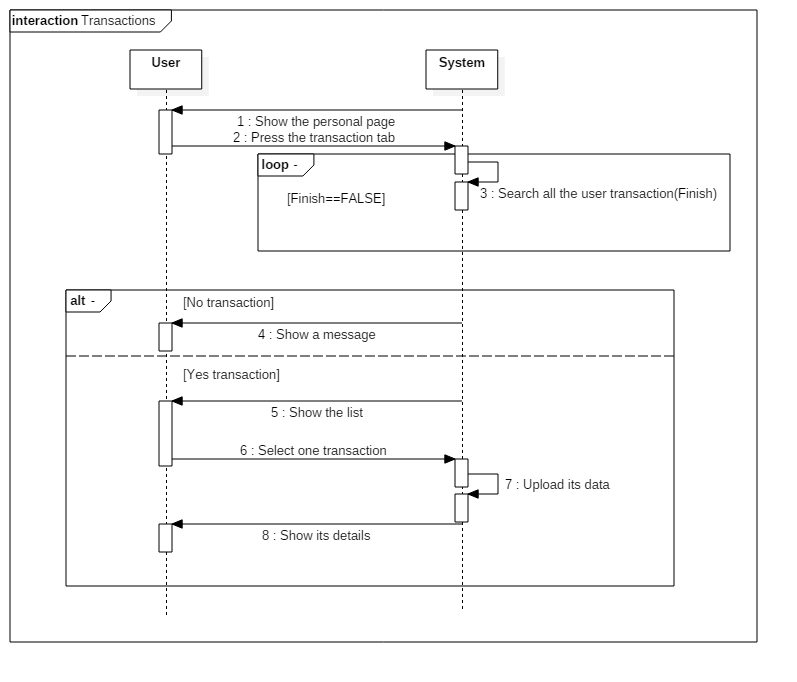 interaction Transactions
User
System
1 : Show the personal page
2 : Press the transaction tab
loop -
[Finish==FALSE]
3 : Search all the user transaction(Finish)
alt -
[No transaction]
4 : Show a message
[Yes transaction]
5 : Show the list
6 : Select one transaction
7 : Upload its data
8 : Show its details